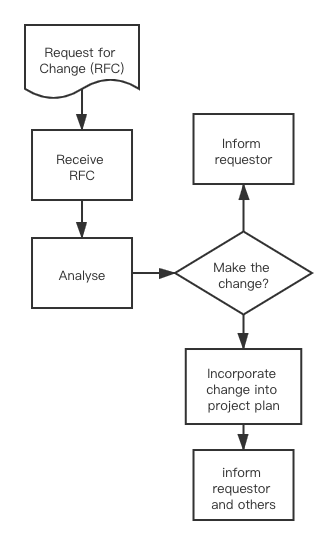 Request for
Change (RFC)
Receive
RFC
Analyse
Inform
requestor
Make the
change?
Incorporate
change into
project plan
inform
requestor
and others